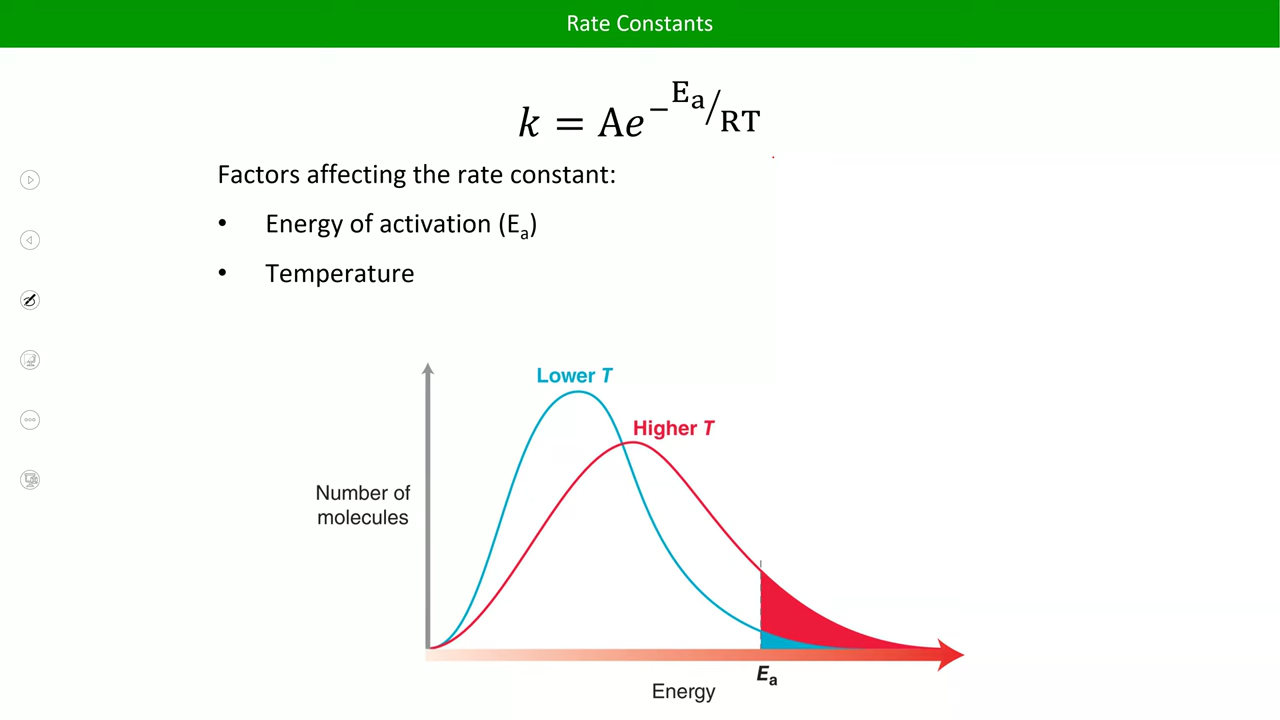 Rate Constants
k = Ae^−Ea/RT
Factors affecting the rate constant:
• Energy of activation (Ea)
• Temperature
Lower T
Higher T
Number of
molecules
Ea
Energy